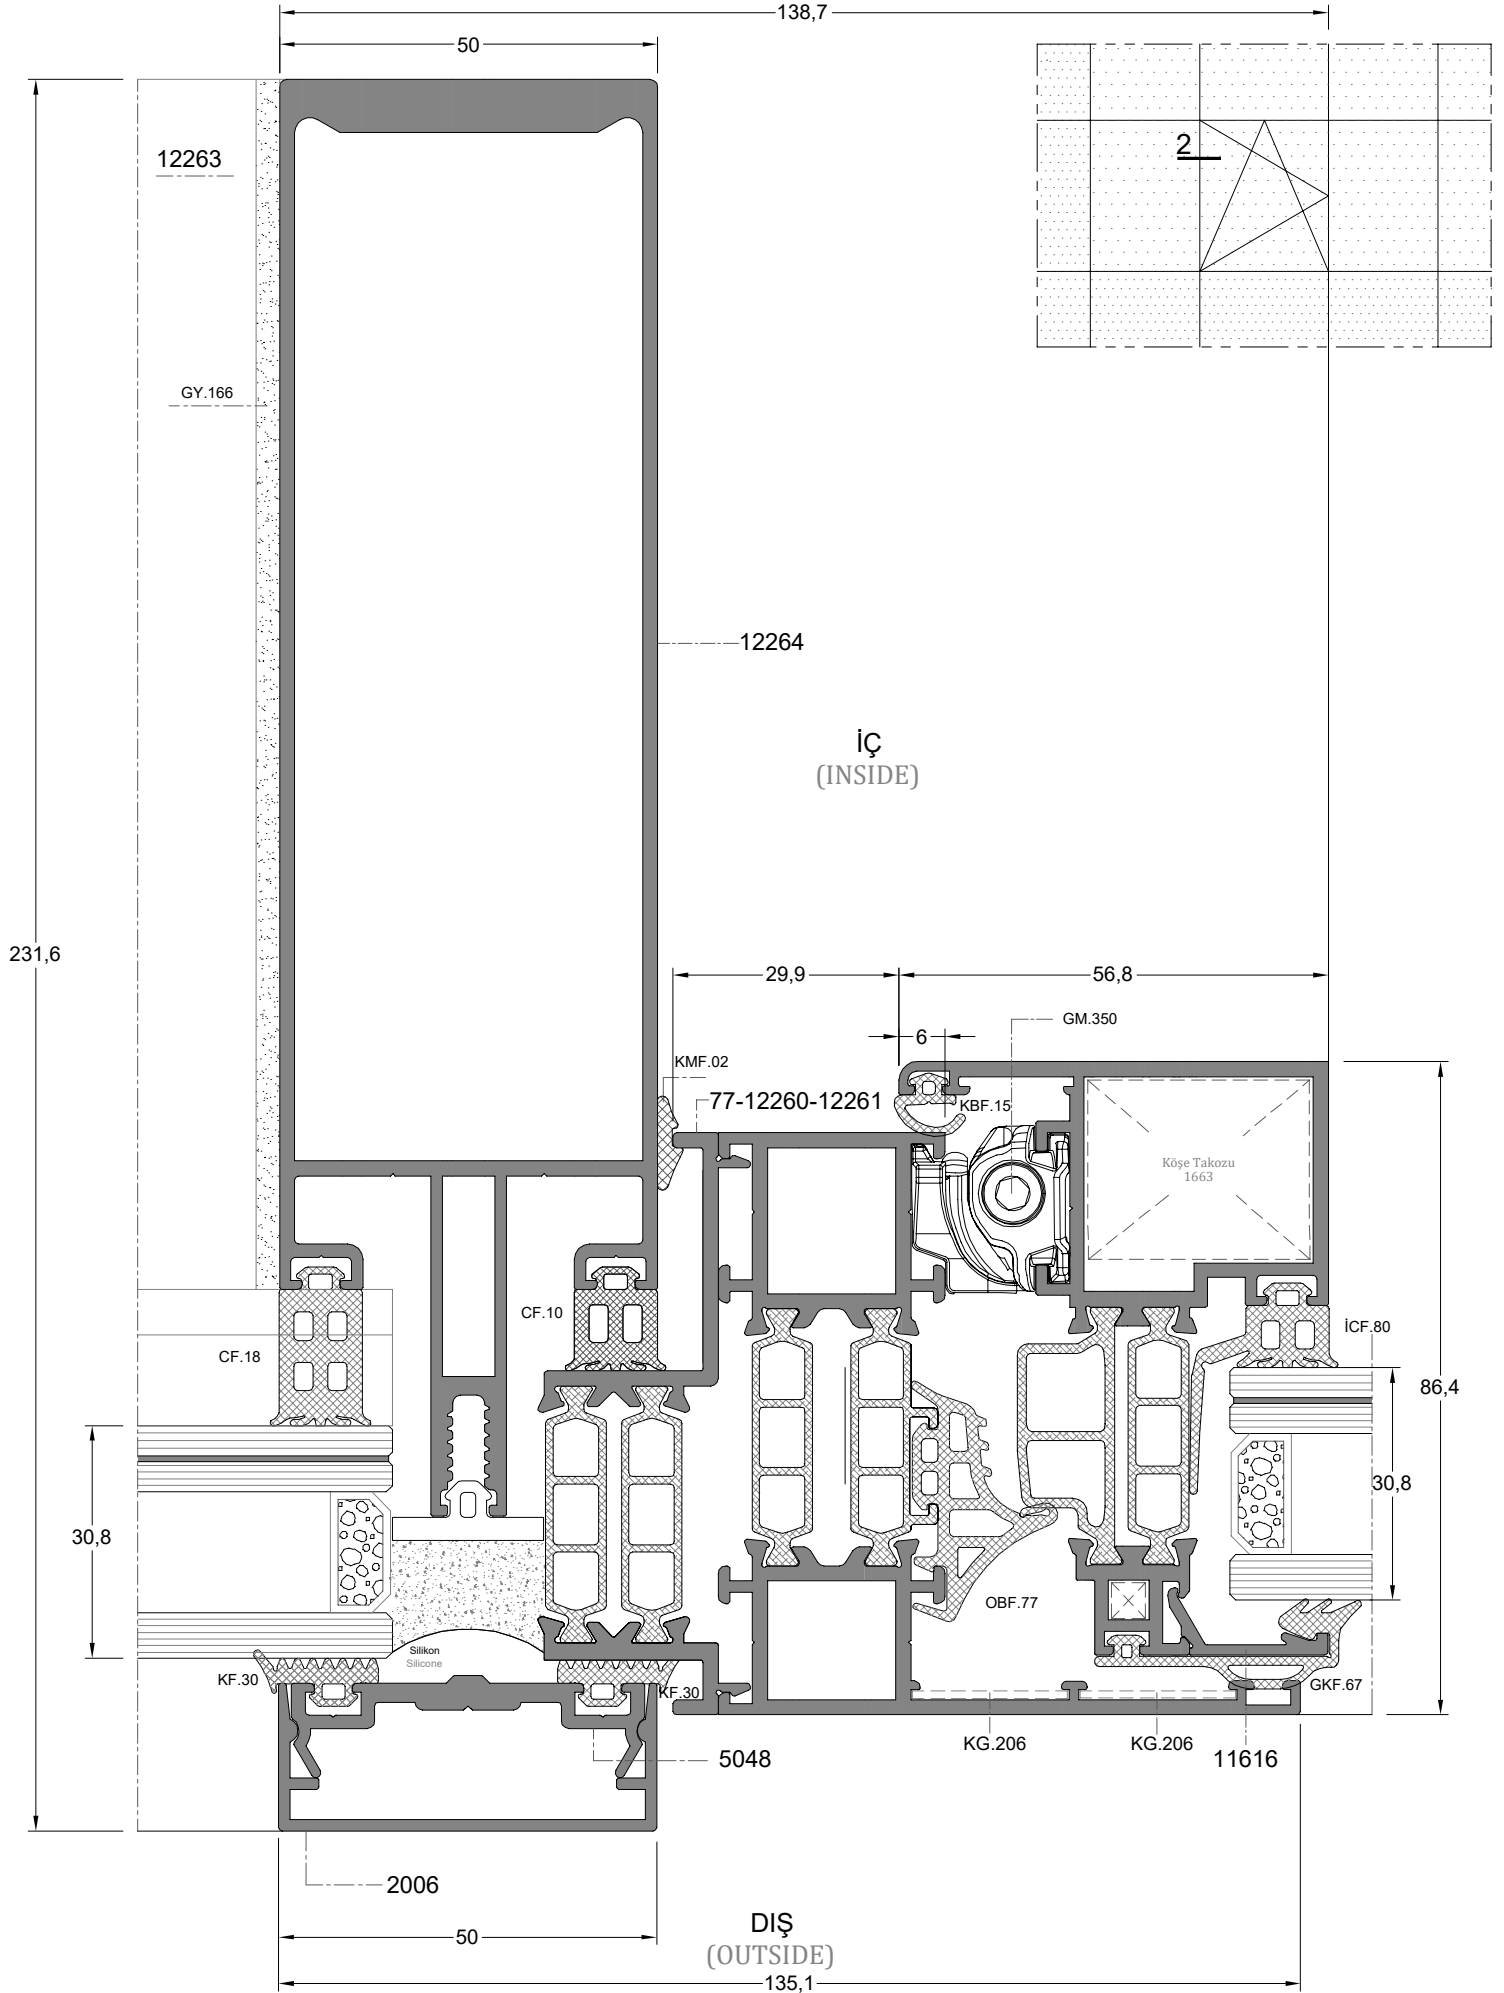 138,7
50
2
12263
GY.166
12264
İÇ
(INSIDE)
231,6
29,9
56,8
6
GM.350
KMF.02
77-12260-12261
KBF.15
Köşe Takozu
1663
CF.10
İCF.80
CF.18
86,4
30,8
30,8
OBF.77
Silikon
Silicone
KF.30
KF.30
GKF.67
KG.206
KG.206
5048
11616
2006
DIŞ
(OUTSIDE)
50
135,1